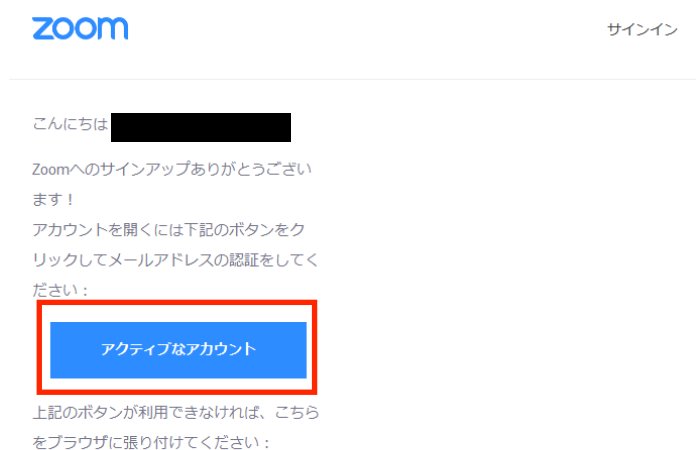 zoom
サインイン
こんにちは
Zoomへのサインアップありがとうござい
ます！
アカウントを開くには下記のボタンをク
リックしてメールアドレスの認証をしてく
ださい：
アクティブなアカウント
上記のボタンが利用できなければ、こちら
をブラウザに張り付けてください：